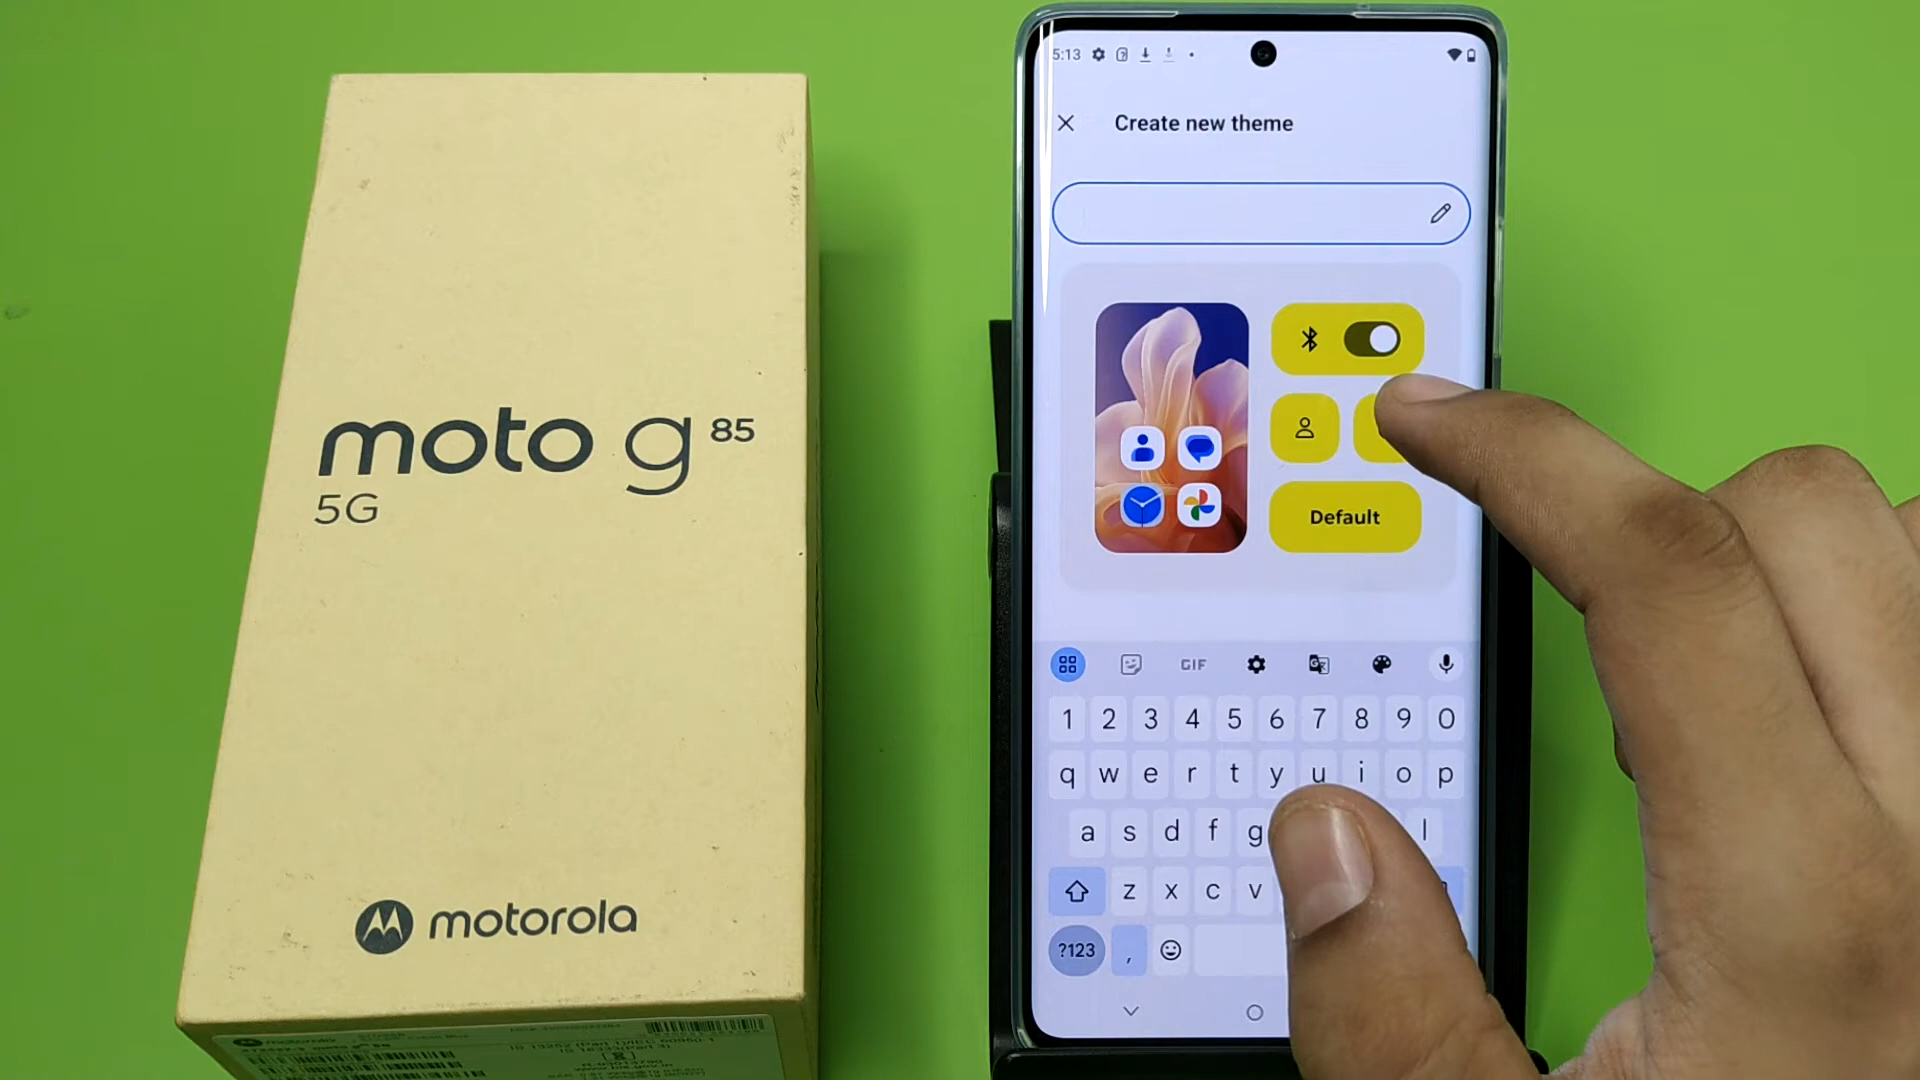 moto g 85
5G
motorola
motorola
5:13
Create new theme
Default
GIF
1 2 3 4 5 6 7 8 9 0
q w e r t y u i o p
a s d f g l
z x c v
?123 ,